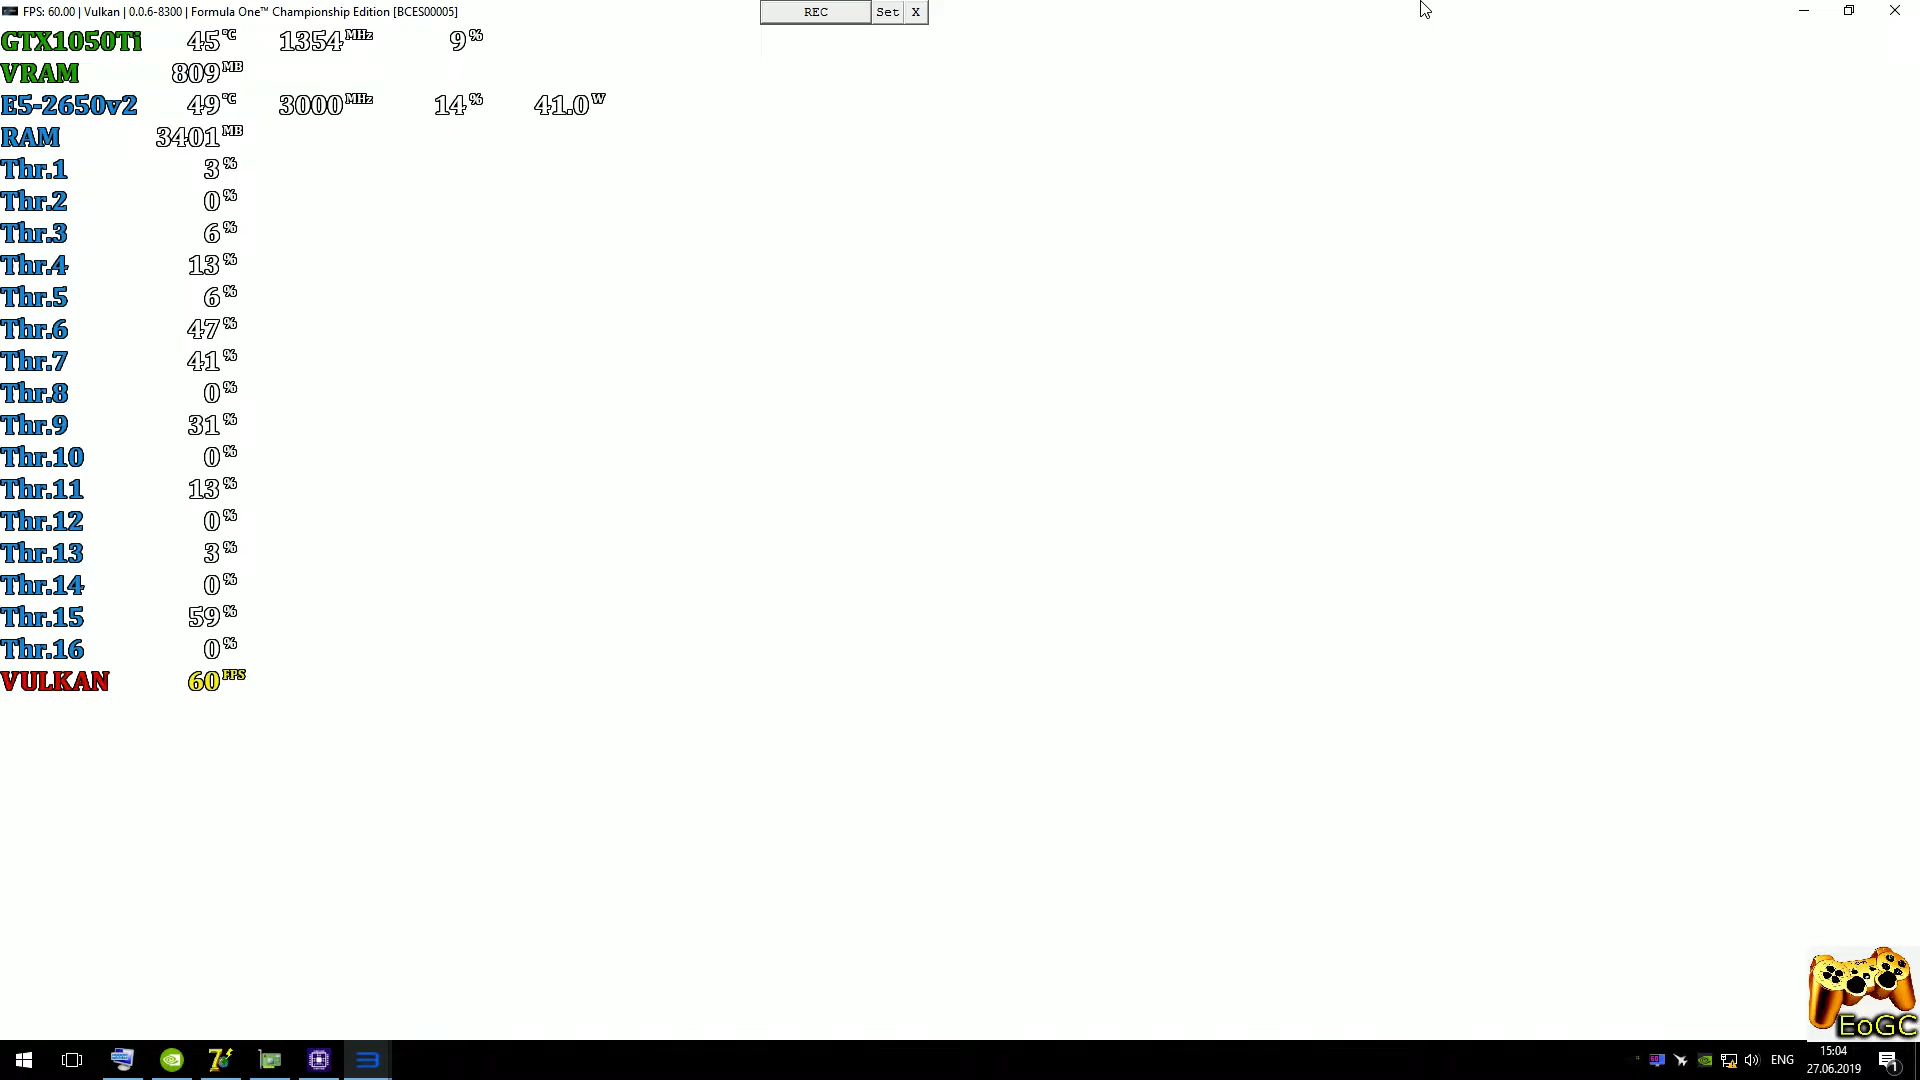 FPS: 60.00 | Vulkan | 0.0.6-8300 | Formula One™ Championship Edition [BCES00005]
REC Set X
GTX1050Ti 45°C 1354MHz 9%
VRAM 809MB
E5-2650v2 49°C 3000MHz 14% 41.0W
RAM 3401MB
Thr.1 3%
Thr.2 0%
Thr.3 6%
Thr.4 13%
Thr.5 6%
Thr.6 47%
Thr.7 41%
Thr.8 0%
Thr.9 31%
Thr.10 0%
Thr.11 13%
Thr.12 0%
Thr.13 3%
Thr.14 0%
Thr.15 59%
Thr.16 0%
VULKAN 60FPS
EoGC
ENG
15:04
27.06.2019
1